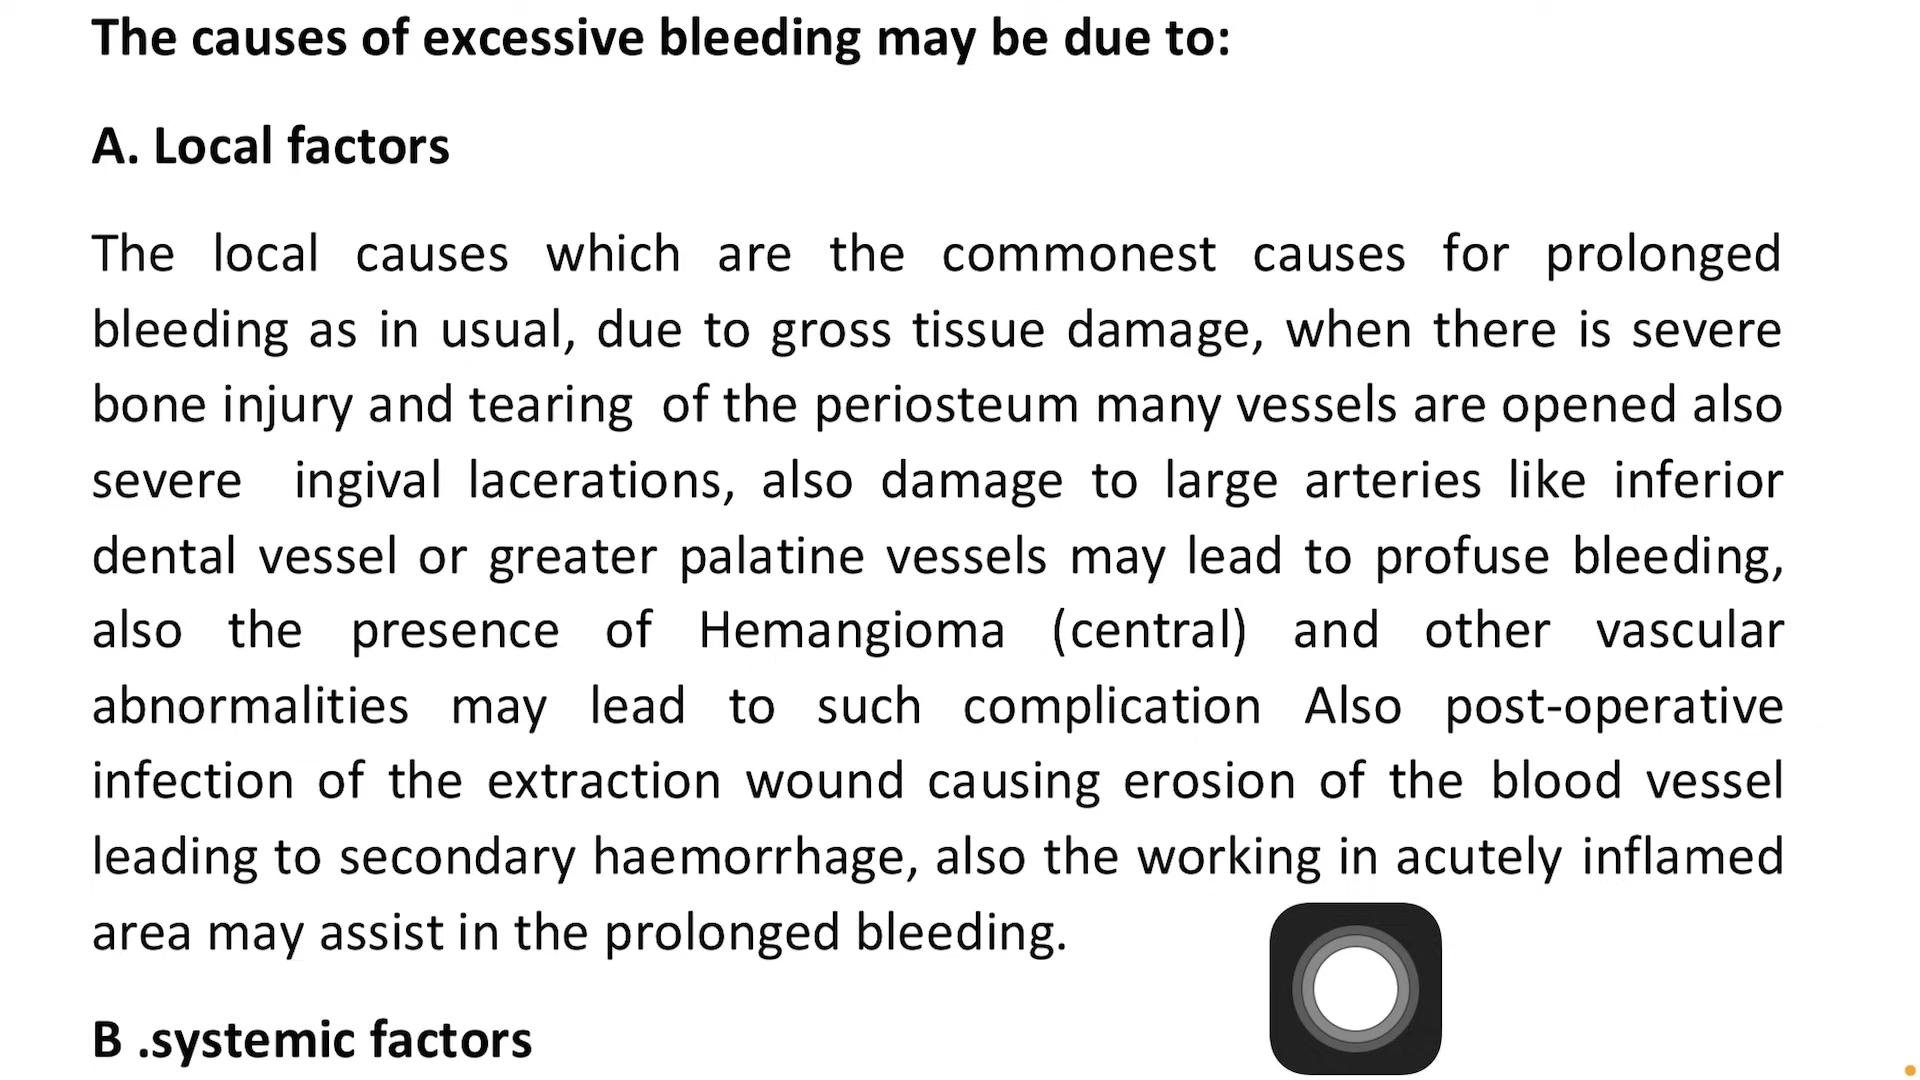 The causes of excessive bleeding may be due to:
A. Local factors
The local causes which are the commonest causes for prolonged
bleeding as in usual, due to gross tissue damage, when there is severe
bone injury and tearing of the periosteum many vessels are opened also
severe ingival lacerations, also damage to large arteries like inferior
dental vessel or greater palatine vessels may lead to profuse bleeding,
also the presence of Hemangioma (central) and other vascular
abnormalities may lead to such complication Also post-operative
infection of the extraction wound causing erosion of the blood vessel
leading to secondary haemorrhage, also the working in acutely inflamed
area may assist in the prolonged bleeding.
B .systemic factors